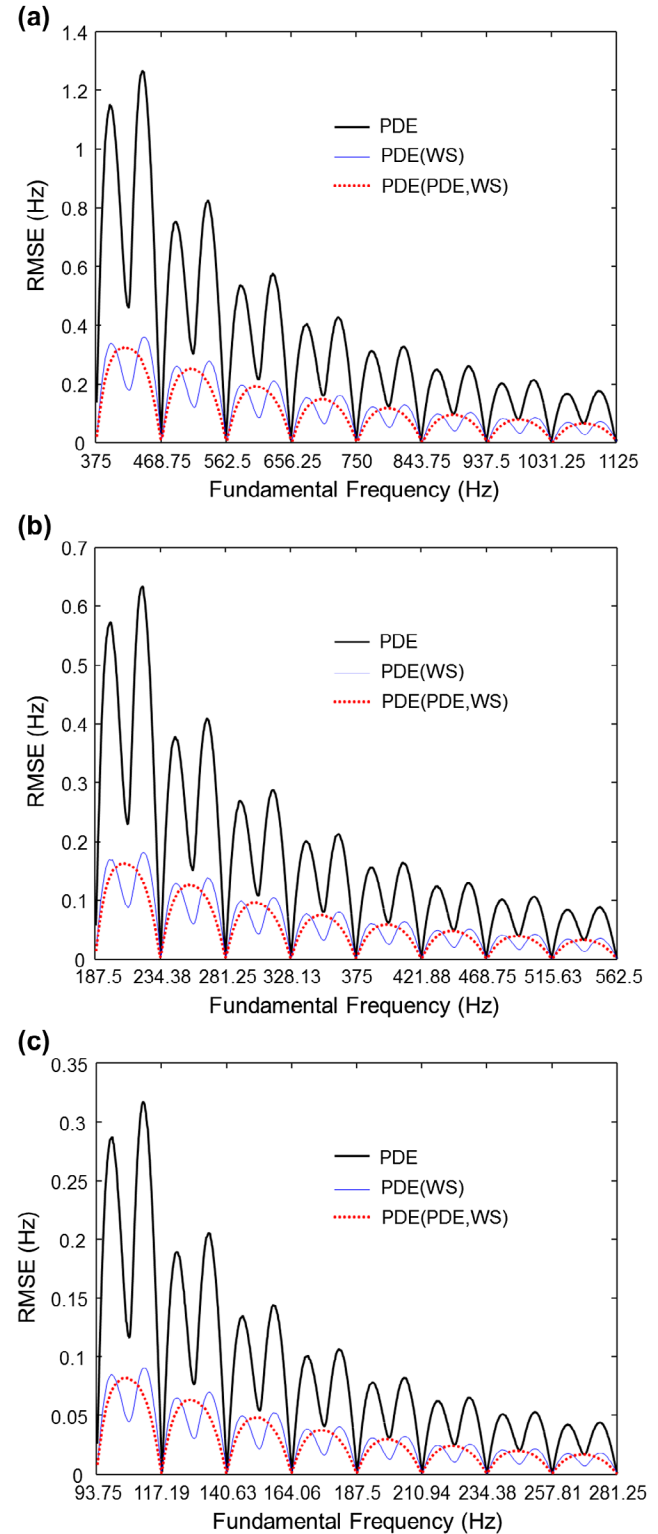 (a)
1.4
1.2
1
0.8
0.6
0.4
0.2
0
RMSE (Hz)
PDE
PDE(WS)
PDE(PDE,WS)
375 468.75 562.5 656.25 750 843.75 937.5 1031.25 1125
Fundamental Frequency (Hz)
(b)
0.7
0.6
0.5
0.4
0.3
0.2
0.1
0
RMSE (Hz)
PDE
PDE(WS)
PDE(PDE,WS)
187.5 234.38 281.25 328.13 375 421.88 468.75 515.63 562.5
Fundamental Frequency (Hz)
(c)
0.35
0.3
0.25
0.2
0.15
0.1
0.05
0
RMSE (Hz)
PDE
PDE(WS)
PDE(PDE,WS)
93.75 117.19 140.63 164.06 187.5 210.94 234.38 257.81 281.25
Fundamental Frequency (Hz)